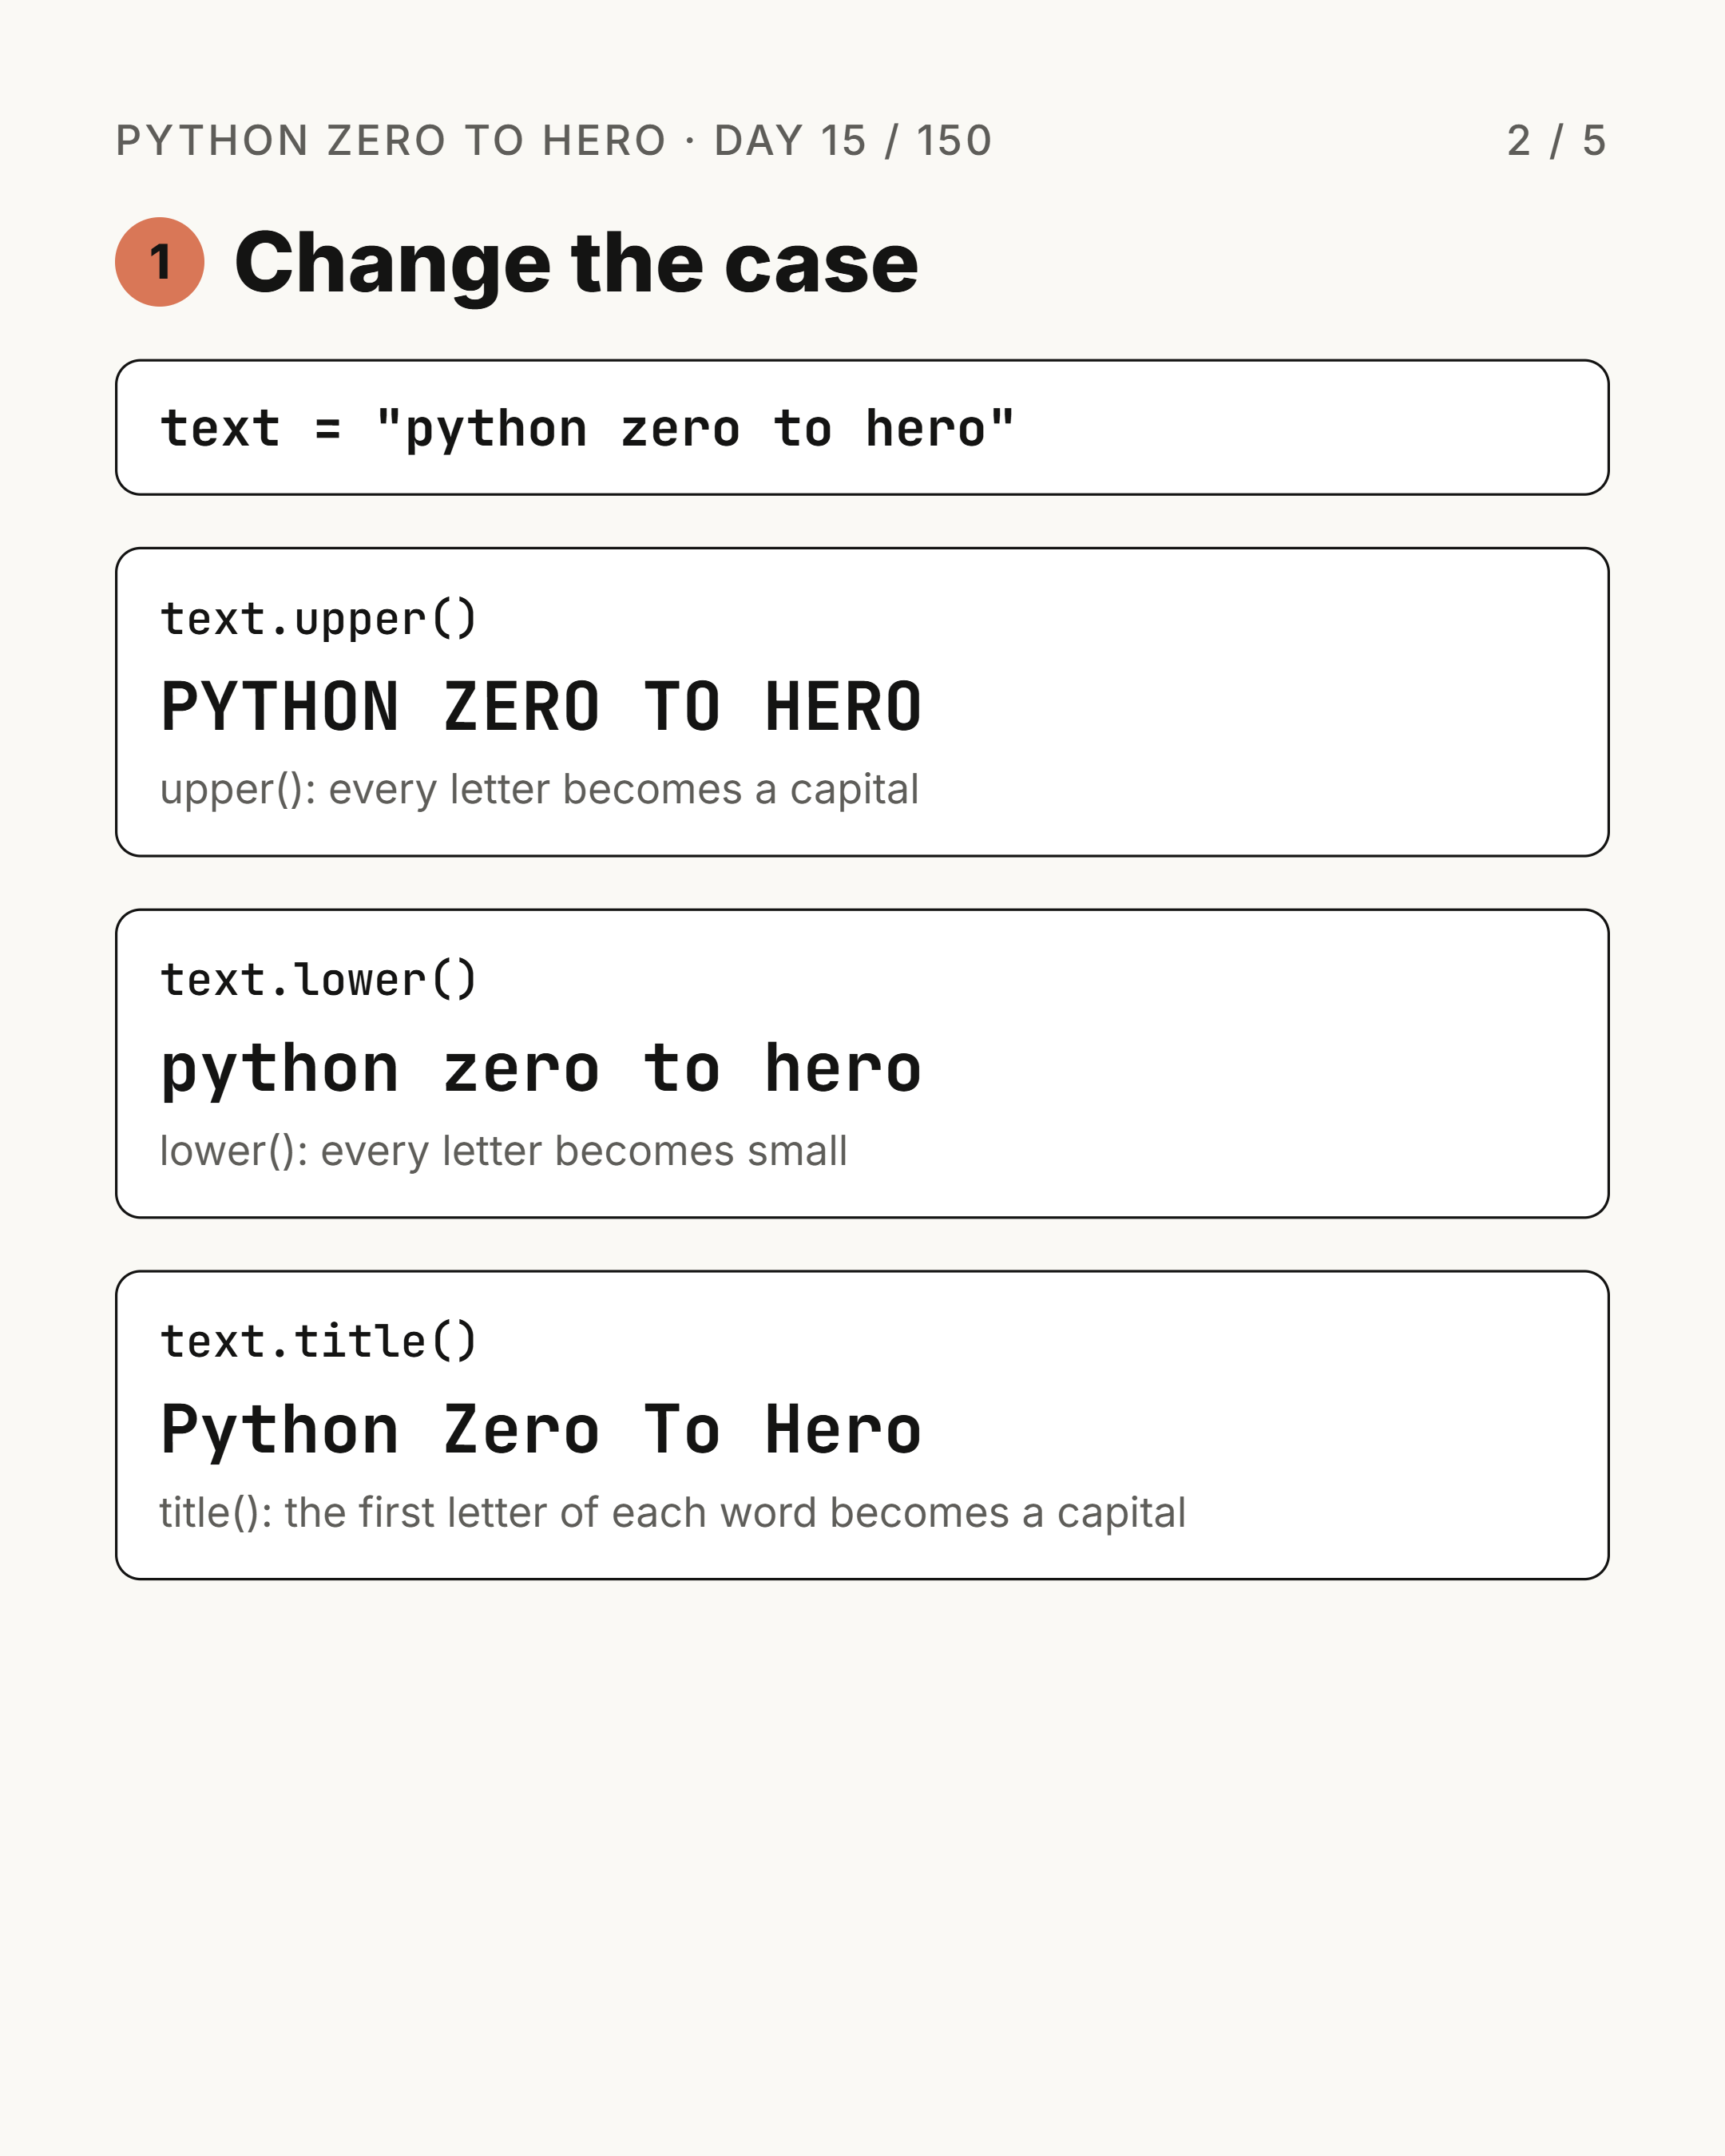 PYTHON ZERO TO HERO · DAY 15 / 150
2 / 5
1 Change the case
text = "python zero to hero"
text.upper()
PYTHON ZERO TO HERO
upper(): every letter becomes a capital
text.lower()
python zero to hero
lower(): every letter becomes small
text.title()
Python Zero To Hero
title(): the first letter of each word becomes a capital